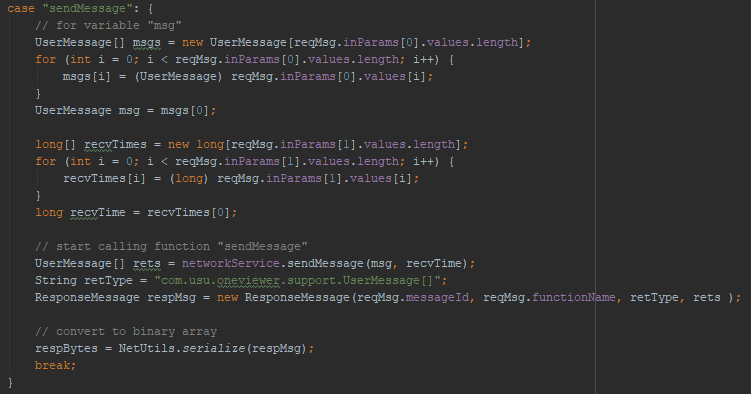 case "sendMessage": {
// for variable "msg"
UserMessage[] msgs = new UserMessage[reqMsg.inParams[0].values.length];
for (int i = 0; i < reqMsg.inParams[0].values.length; i++) {
msgs[i] = (UserMessage) reqMsg.inParams[0].values[i];
}
UserMessage msg = msgs[0];
long[] recvTimes = new long[reqMsg.inParams[1].values.length];
for (int i = 0; i < reqMsg.inParams[1].values.length; i++) {
recvTimes[i] = (long) reqMsg.inParams[1].values[i];
}
long recvTime = recvTimes[0];
// start calling function "sendMessage"
UserMessage[] rets = networkService.sendMessage(msg, recvTime);
String retType = "com.usu.oneviewer.support.UserMessage[]";
ResponseMessage respMsg = new ResponseMessage(reqMsg.messageId, reqMsg.functionName, retType, rets );
// convert to binary array
respBytes = NetUtils.serialize(respMsg);
break;
}